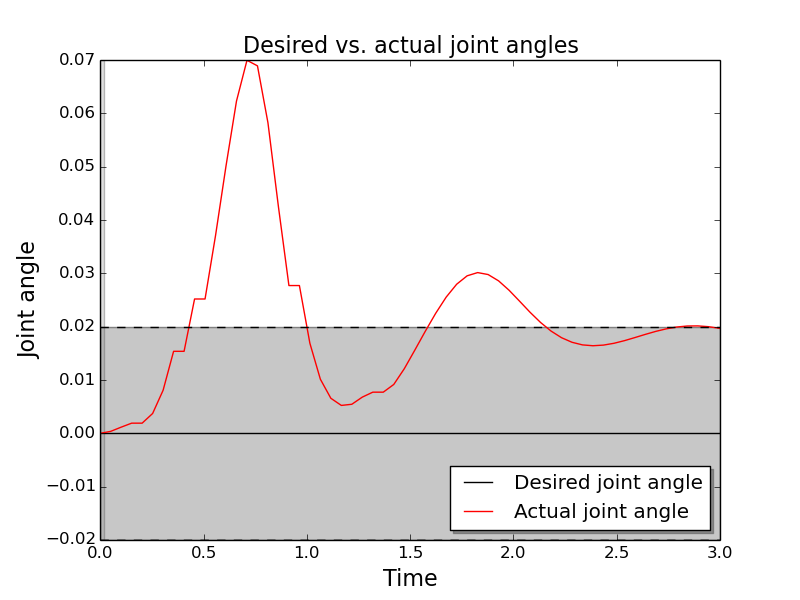 Desired vs. actual joint angles
0.07
0.06
0.05
0.04
0.03
0.02
0.01
0.00
−0.01
−0.02
Joint angle
Desired joint angle
Actual joint angle
0.0 0.5 1.0 1.5 2.0 2.5 3.0
Time